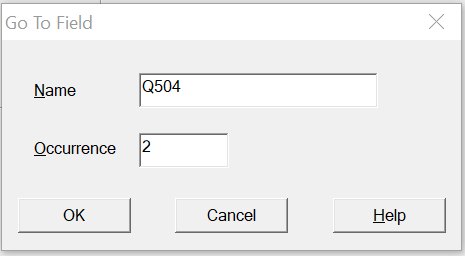 Go To Field
Name Q504
Occurrence 2
OK Cancel Help